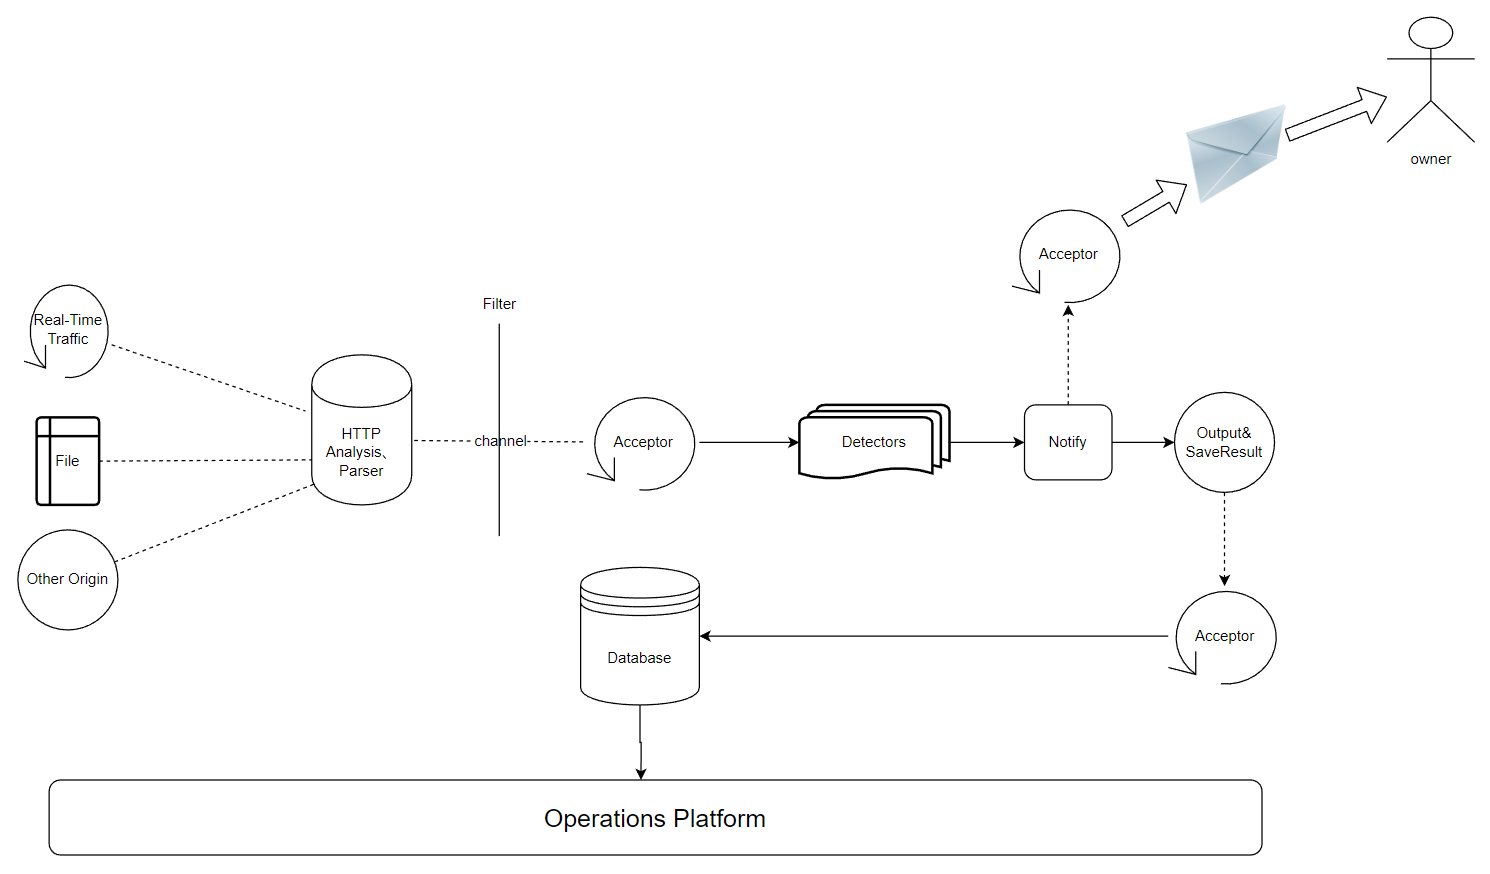 owner
Acceptor
Filter
Real-Time
Traffic
HTTP
Analysis、
Parser
File
channel
Acceptor
Detectors
Notify
Output&
SaveResult
Other Origin
Database
Acceptor
Operations Platform